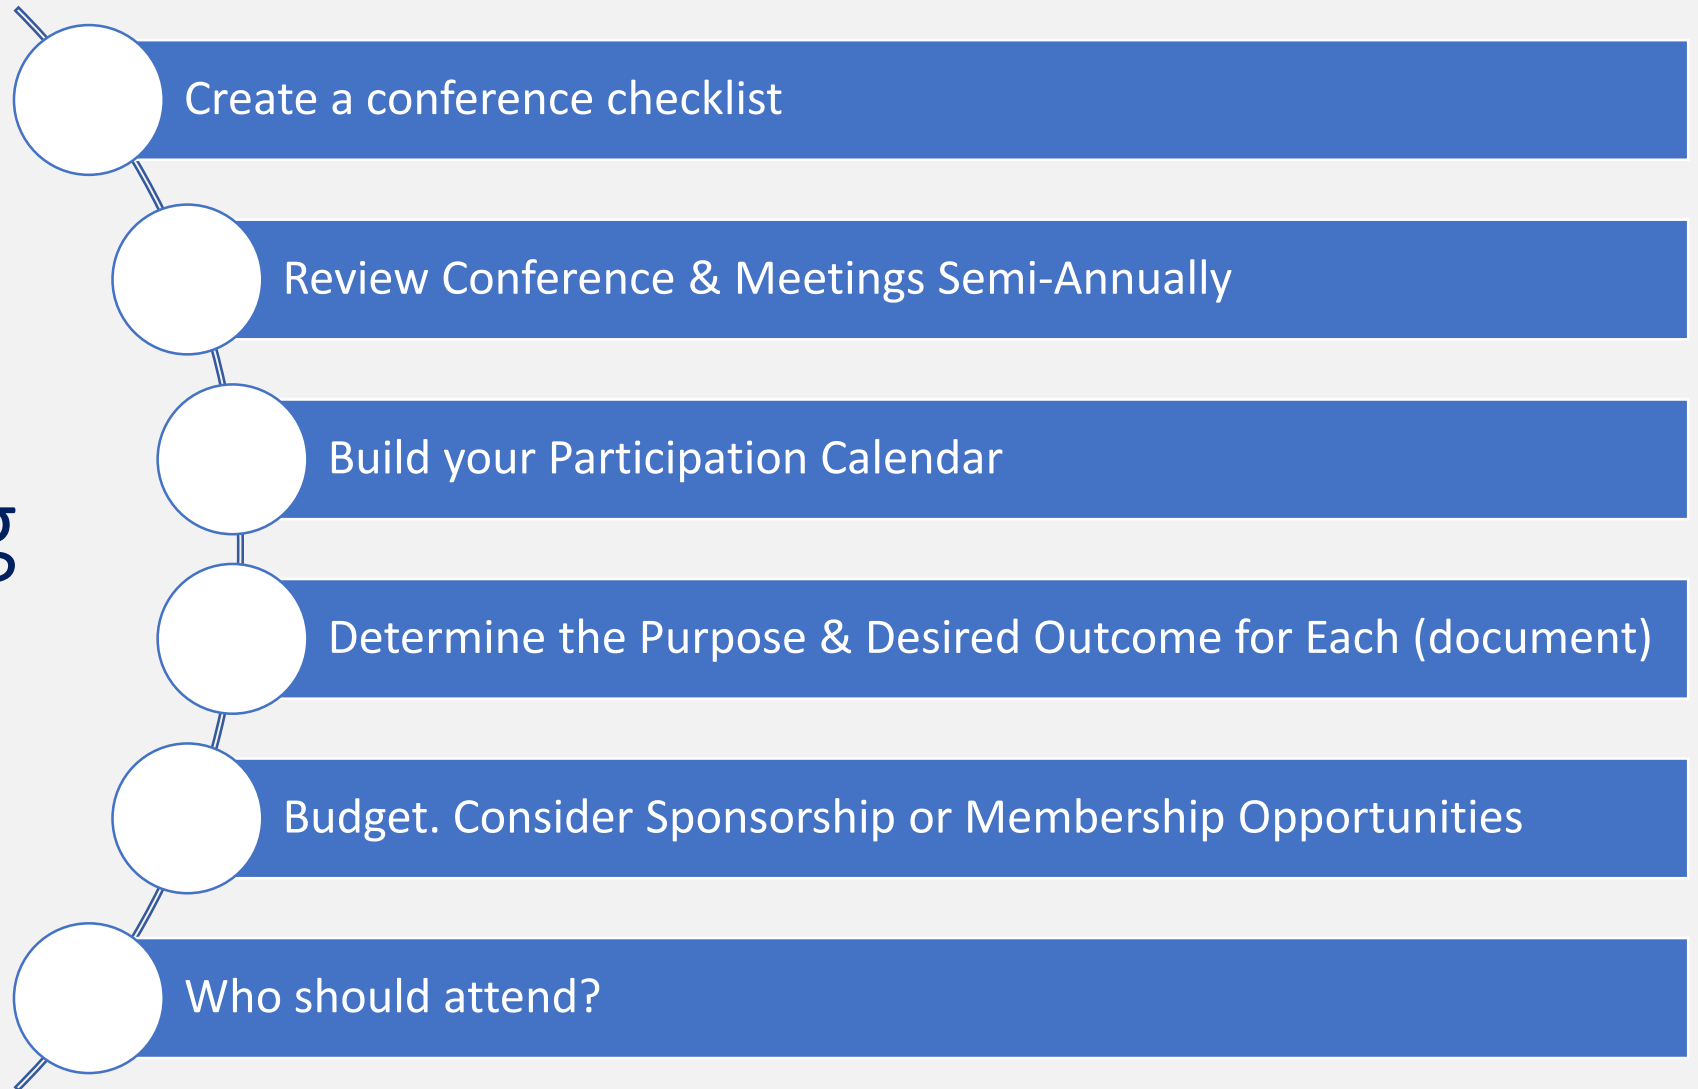 Create a conference checklist
Review Conference & Meetings Semi-Annually
Build your Participation Calendar
g
Determine the Purpose & Desired Outcome for Each (document)
Budget. Consider Sponsorship or Membership Opportunities
Who should attend?